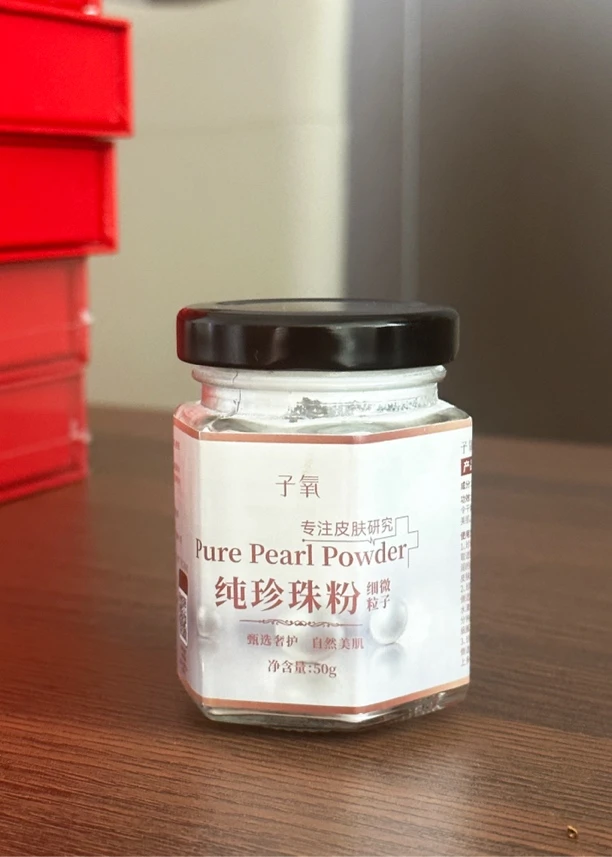 子氧
专注皮肤研究
Pure Pearl Powder
纯珍珠粉
细微
粒子
甄选奢护 自然美肌
净含量:50g